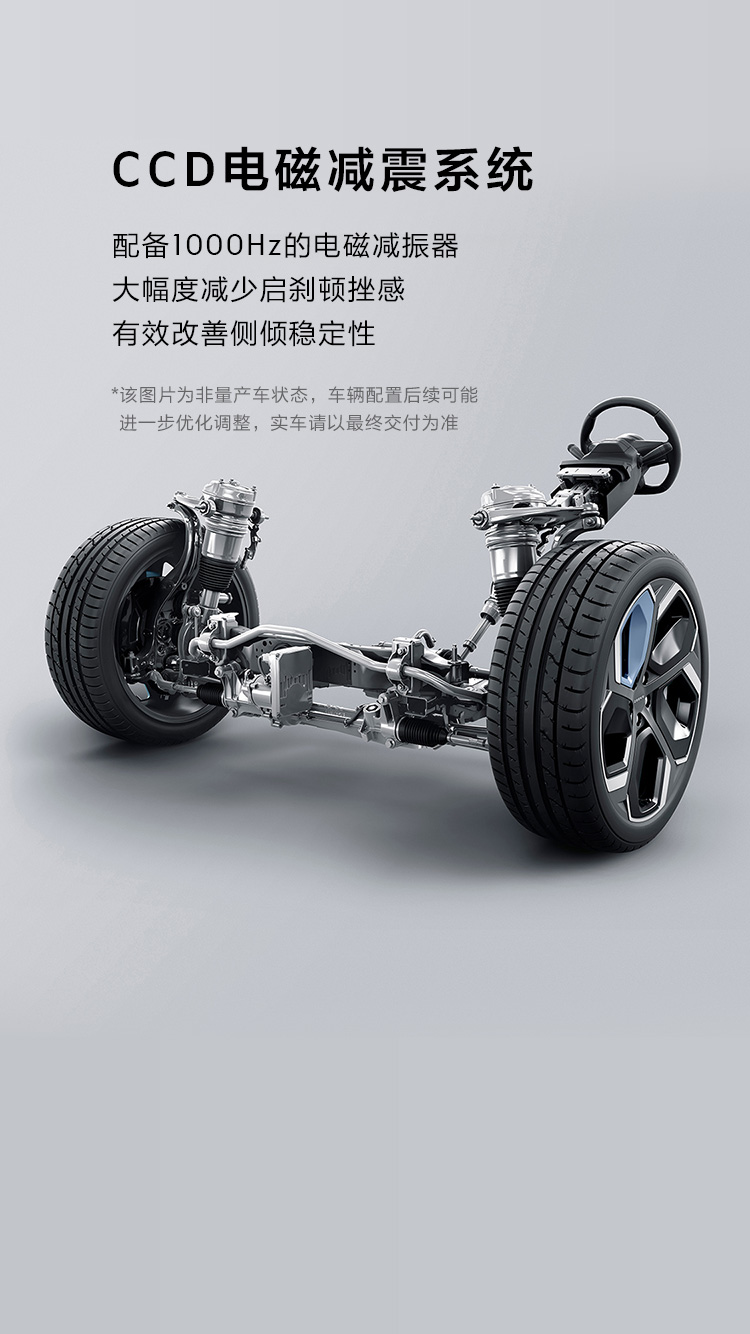 CCD电磁减震系统
配备1000Hz的电磁减振器
大幅度减少启刹顿挫感
有效改善侧倾稳定性
*该图片为非量产车状态，车辆配置后续可能
进一步优化调整，实车请以最终交付为准